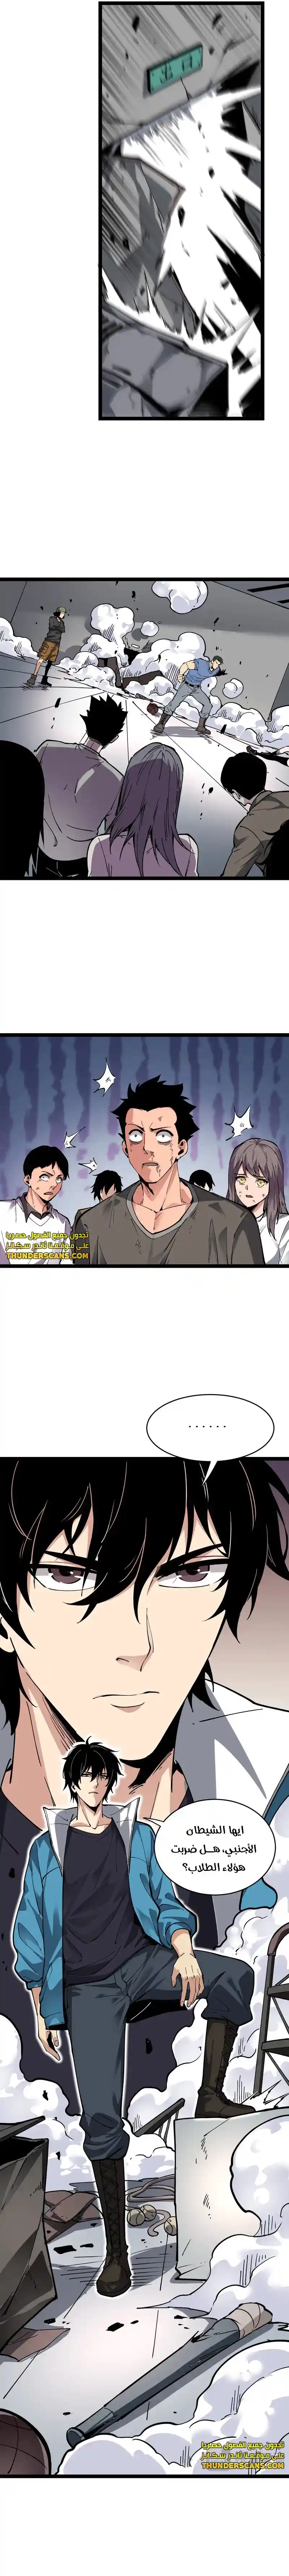 تجدون جميع الفصول حصريا
على موقعنا ثاندر سكانز
THUNDERSCANS.COM
......
ايها الشيطان
الأجنبي، هل ضربت
هؤلاء الطلاب؟
تجدون جميع الفصول حصريا
على موقعنا ثاندر سكانز
THUNDERSCANS.COM